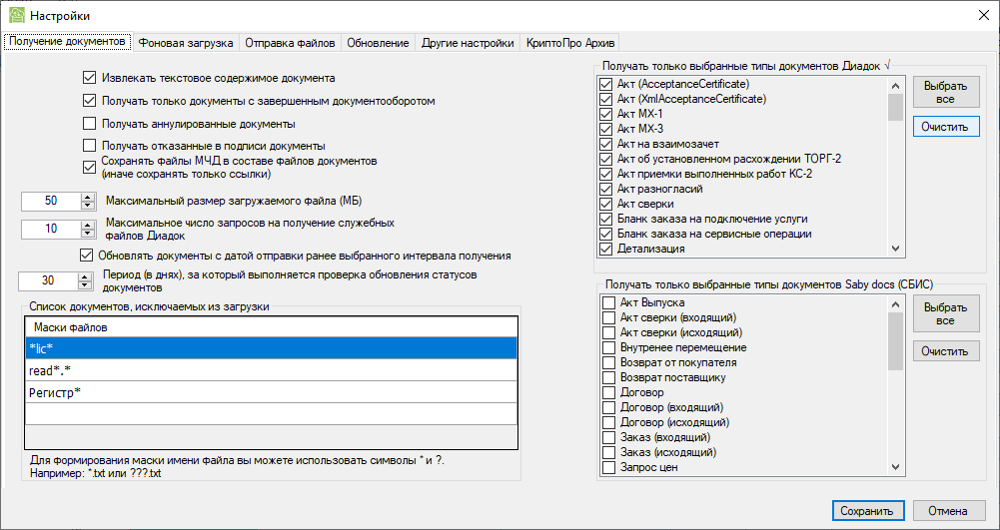 Настройки
Получение документов
Фоновая загрузка
Отправка файлов
Обновление
Другие настройки
КриптоПро Архив
Извлекать текстовое содержимое документа
Получать только документы с завершенным документооборотом
Получать аннулированные документы
Получать отказанные в подписи документы
Сохранять файлы МЧД в составе файлов документов
(иначе сохранять только ссылки)
50
Максимальный размер загружаемого файла (МБ)
10
Максимальное число запросов на получение служебных
файлов Диадок
Обновлять документы с датой отправки ранее выбранного интервала получения
30
Период (в днях), за который выполняется проверка обновления статусов
документов
Список документов, исключаемых из загрузки
Маски файлов
*lic*
read*.*
Регистр*
Для формирования маски имени файла вы можете использовать символы * и ?.
Например: *.txt или ???.txt
Получать только выбранные типы документов Диадок √
Акт (AcceptanceCertificate)
Акт (XmlAcceptanceCertificate)
Акт МХ-1
Акт МХ-3
Акт на взаимозачет
Акт об установленном расхождении ТОРГ-2
Акт приемки выполненных работ КС-2
Акт разногласий
Акт сверки
Бланк заказа на подключение услуги
Бланк заказа на сервисные операции
Детализация
Выбрать
все
Очистить
Получать только выбранные типы документов Saby docs (СБИС)
Акт Выпуска
Акт сверки (входящий)
Акт сверки (исходящий)
Внутренее перемещение
Возврат от покупателя
Возврат поставщику
Договор
Договор (входящий)
Договор (исходящий)
Заказ (входящий)
Заказ (исходящий)
Запрос цен
Выбрать
все
Очистить
Сохранить
Отмена